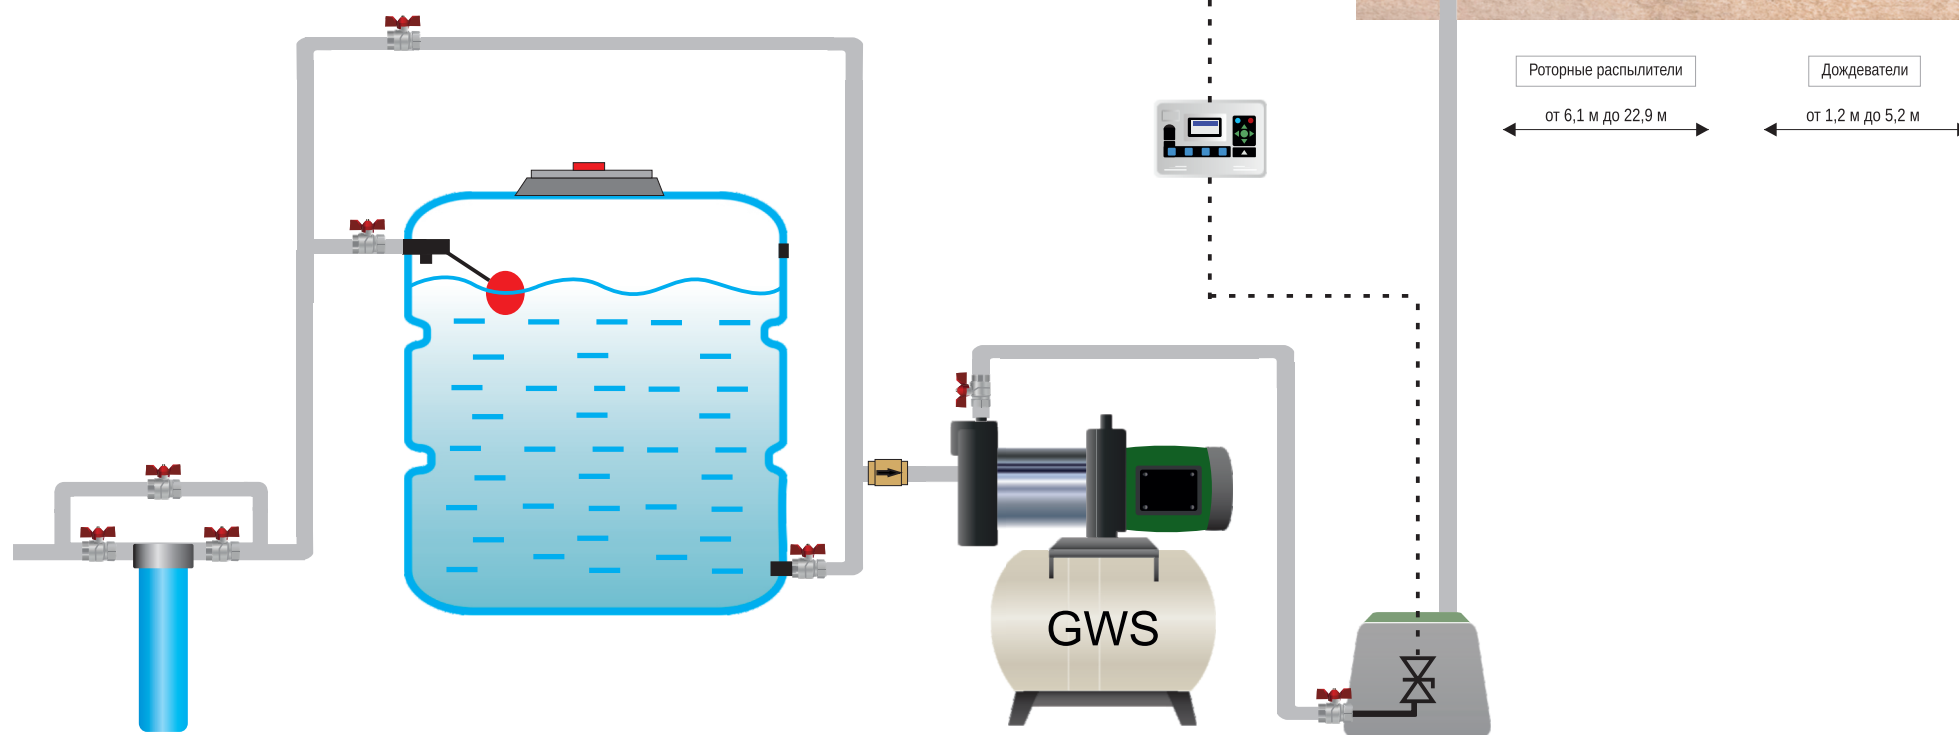 Роторные распылители
Дождеватели
от 6,1 м до 22,9 м
от 1,2 м до 5,2 м
GWS